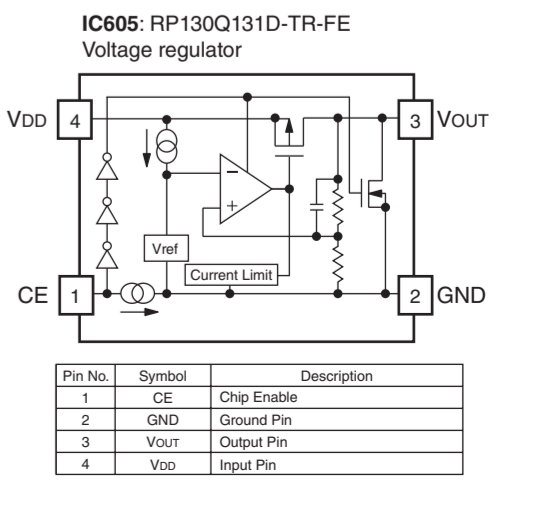 IC605: RP130Q131D-TR-FE
Voltage regulator
VDD 4
3 VOUT
−
+
Vref
Current Limit
CE 1
2 GND
Pin No. Symbol Description
1 CE Chip Enable
2 GND Ground Pin
3 VOUT Output Pin
4 VDD Input Pin